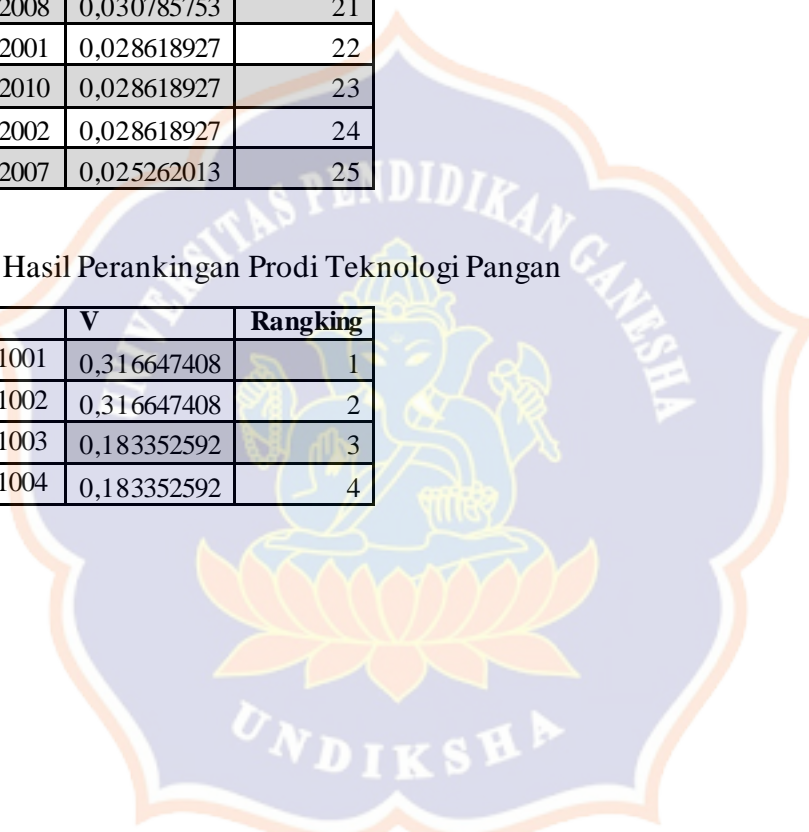 2008 0,030785753 21
2001 0,028618927 22
2010 0,028618927 23
2002 0,028618927 24
2007 0,025262013 25
Hasil Perankingan Prodi Teknologi Pangan
V Rangking
1001 0,316647408 1
1002 0,316647408 2
1003 0,183352592 3
1004 0,183352592 4
UNIVERSITAS PENDIDIKAN GANESHA
UNDIKSHA